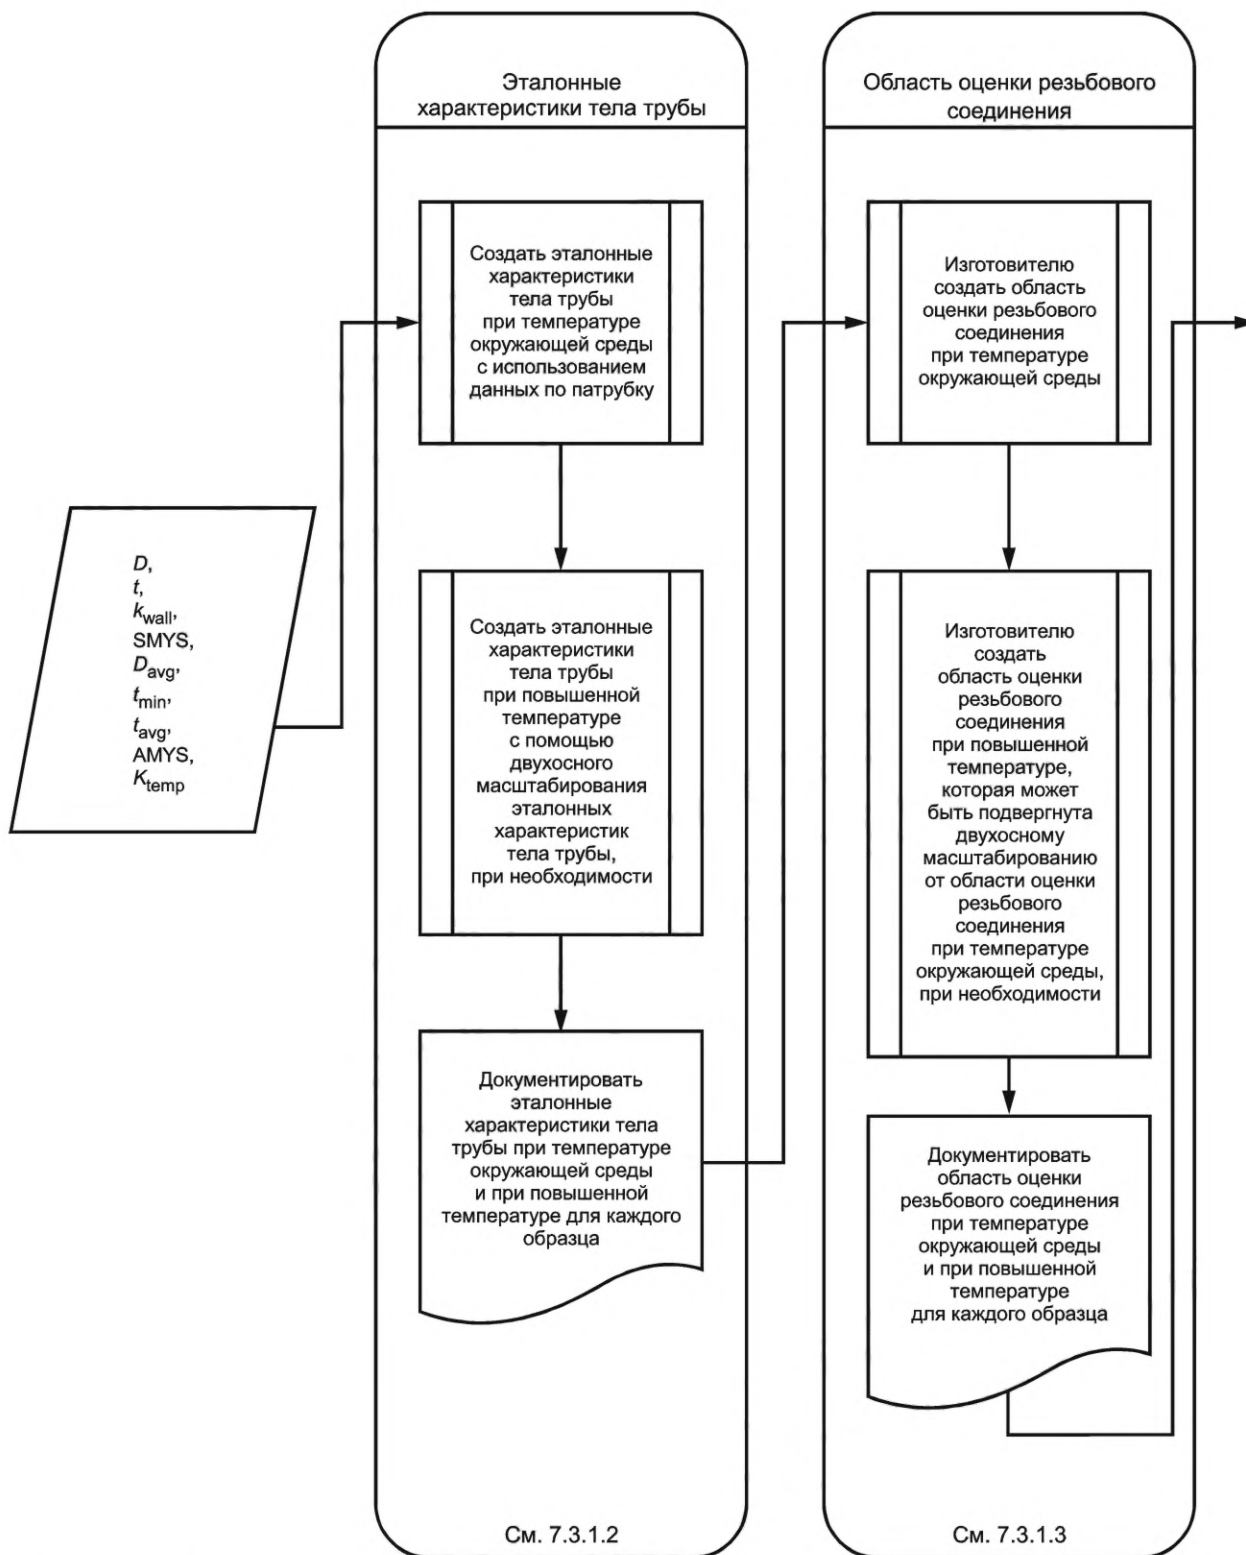 D,
t,
k_wall,
SMYS,
D_avg,
t_min,
t_avg,
AMYS,
K_temp
Эталонные
характеристики тела трубы
Создать эталонные
характеристики
тела трубы
при температуре
окружающей среды
с использованием
данных по патрубку
Создать эталонные
характеристики
тела трубы
при повышенной
температуре
с помощью
двухосного
масштабирования
эталонных
характеристик
тела трубы,
при необходимости
Документировать
эталонные
характеристики тела
трубы при температуре
окружающей среды
и при повышенной
температуре для каждого
образца
См. 7.3.1.2
Область оценки резьбового
соединения
Изготовителю
создать область
оценки резьбового
соединения
при температуре
окружающей среды
Изготовителю
создать
область оценки
резьбового
соединения
при повышенной
температуре,
которая может
быть подвергнута
двухосному
масштабированию
от области оценки
резьбового
соединения
при температуре
окружающей среды,
при необходимости
Документировать
область оценки
резьбового соединения
при температуре
окружающей среды
и при повышенной
температуре
для каждого образца
См. 7.3.1.3